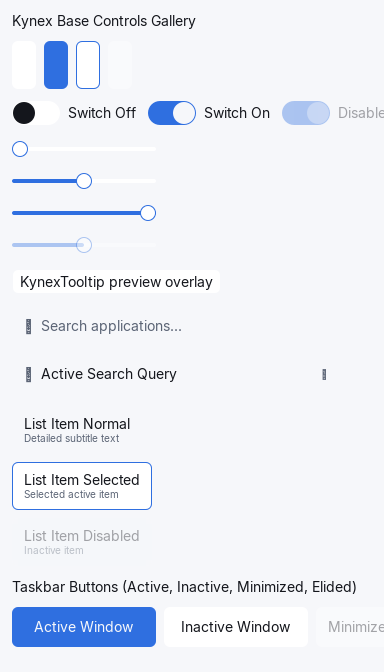 Kynex Base Controls Gallery
Switch Off Switch On Disable
KynexTooltip preview overlay
Search applications...
Active Search Query
List Item Normal
Detailed subtitle text
List Item Selected
Selected active item
List Item Disabled
Inactive item
Taskbar Buttons (Active, Inactive, Minimized, Elided)
Active Window Inactive Window Minimize